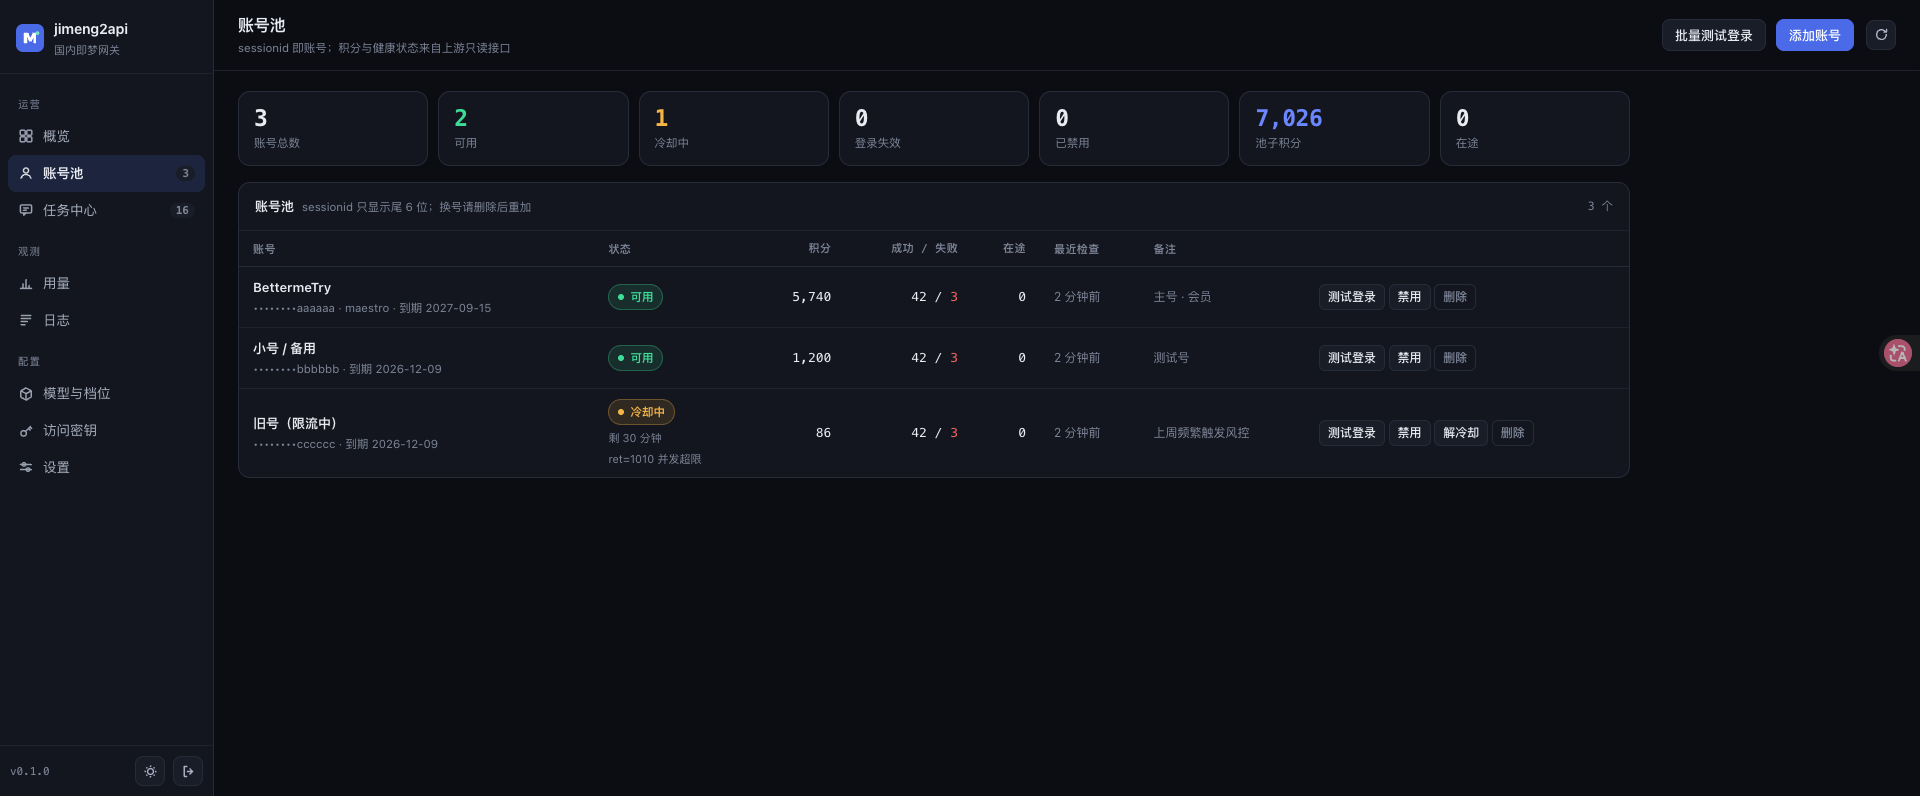 jimeng2api
国内即梦网关
运营
概览
账号池 3
任务中心 16
观测
用量
日志
配置
模型与档位
访问密钥
设置
v0.1.0
账号池
sessionid 即账号；积分与健康状态来自上游只读接口
批量测试登录 添加账号
3
账号总数
2
可用
1
冷却中
0
登录失效
0
已禁用
7,026
池子积分
0
在途
账号池 sessionid 只显示尾 6 位；换号请删除后重加 3 个
账号 状态 积分 成功 / 失败 在途 最近检查 备注
BettermeTry
••••••••aaaaaa · maestro · 到期 2027-09-15
可用 5,740 42 / 3 0 2 分钟前 主号 · 会员 测试登录 禁用 删除
小号 / 备用
••••••••bbbbbb · 到期 2026-12-09
可用 1,200 42 / 3 0 2 分钟前 测试号 测试登录 禁用 删除
旧号（限流中）
••••••••cccccc · 到期 2026-12-09
冷却中
剩 30 分钟
ret=1010 并发超限
86 42 / 3 0 2 分钟前 上周频繁触发风控 测试登录 禁用 解冷却 删除